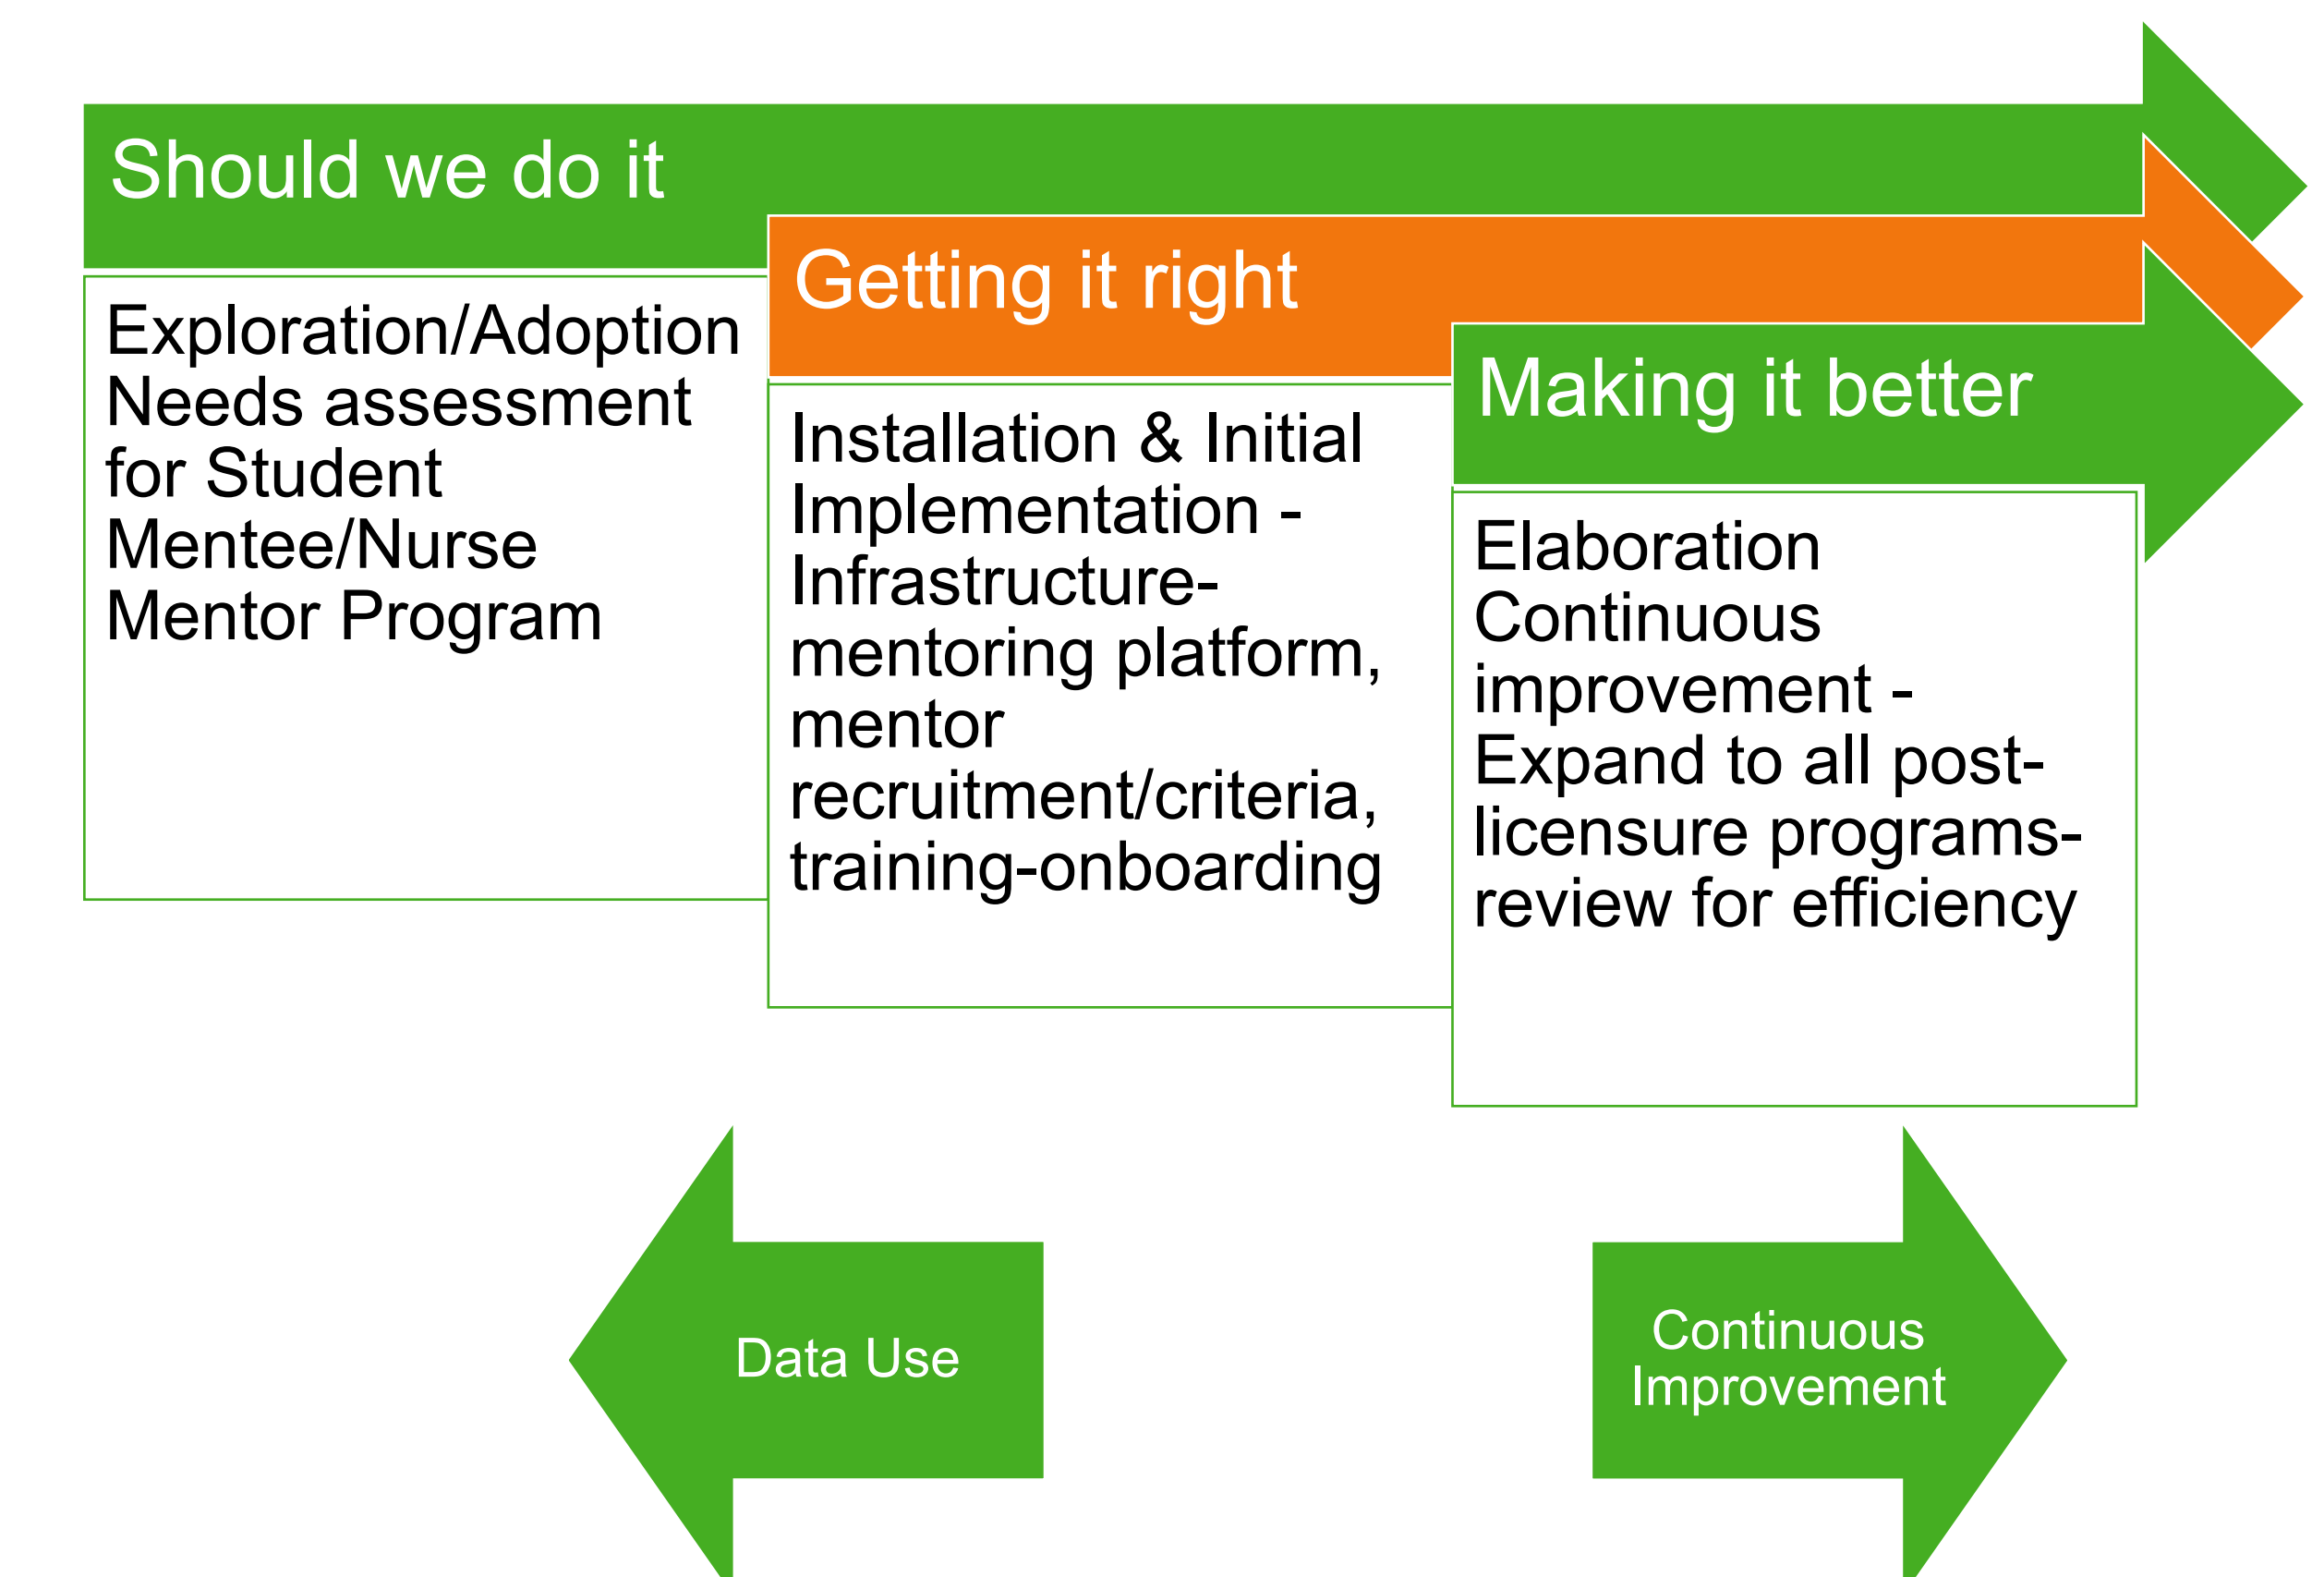 Should we do it
Exploration/Adoption
Needs assessment
for Student
Mentee/Nurse
Mentor Program
Getting it right
Installation & Initial
Implementation -
Infrastructure-
mentoring platform,
mentor
recruitment/criteria,
training-onboarding
Making it better
Elaboration
Continuous
improvement -
Expand to all post-
licensure programs-
review for efficiency
Data Use
Continuous
Improvement